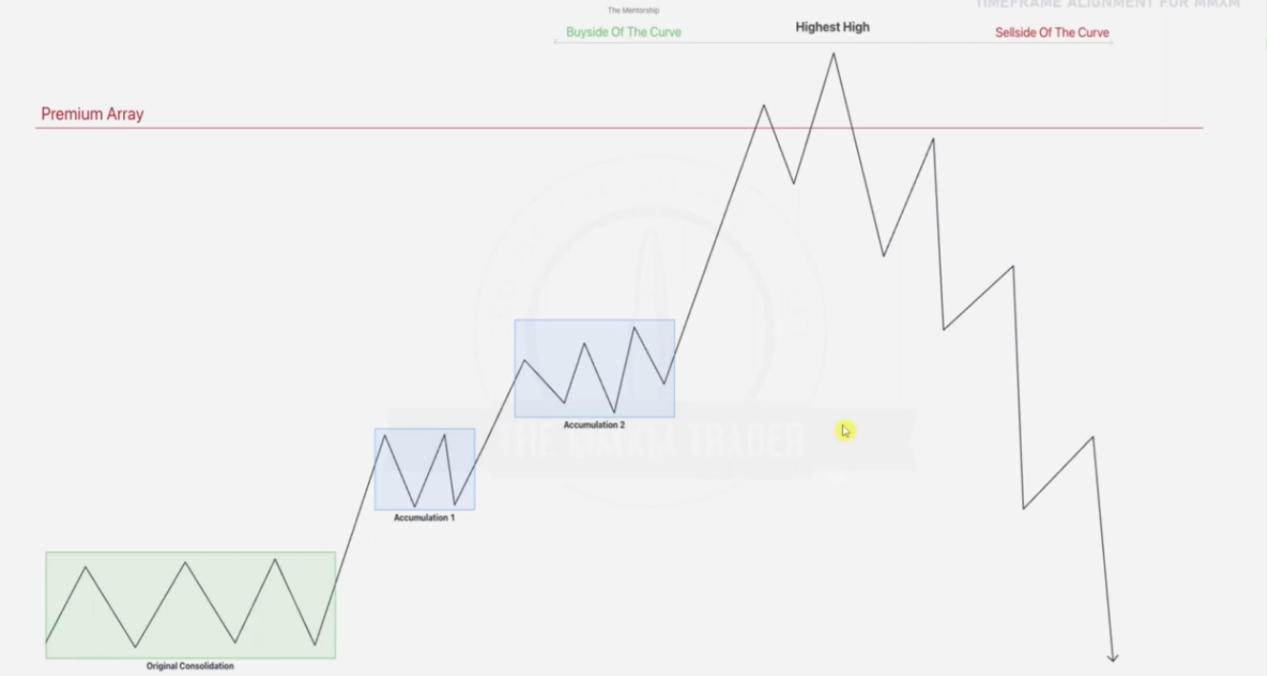 The Mentorship
TIMEFRAME ALIGNMENT FOR MMXM
Buyside Of The Curve
Highest High
Sellside Of The Curve
Premium Array
Accumulation 2
THE MMXM TRADER
Accumulation 1
Original Consolidation